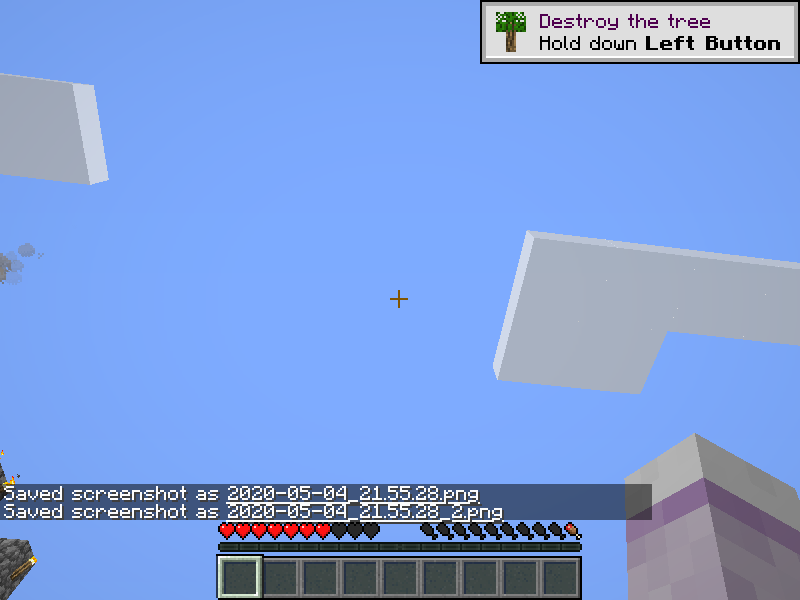 Destroy the tree
Hold down Left Button
Saved screenshot as 2020-05-04_21.55.28.png
Saved screenshot as 2020-05-04_21.55.28_2.png